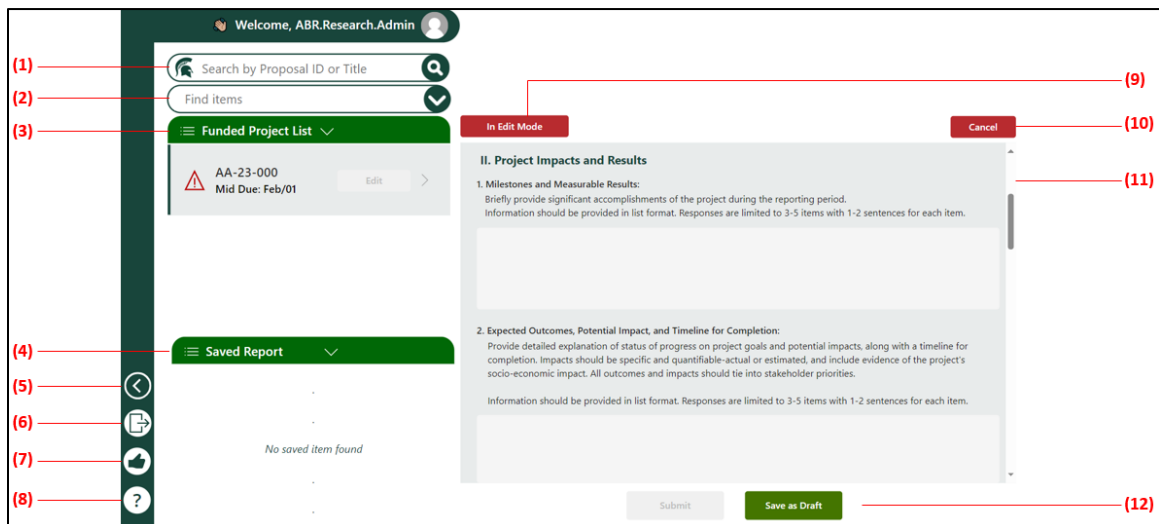 Welcome, ABR.Research.Admin
(1)
Search by Proposal ID or Title
(2)
Find items
(3)
Funded Project List
AA-23-000
Mid Due: Feb/01
Edit
(4)
Saved Report
(5)
(6)
No saved item found
(7)
(8)
?
(9)
In Edit Mode
(10)
Cancel
(11)
II. Project Impacts and Results
1. Milestones and Measurable Results:
Briefly provide significant accomplishments of the project during the reporting period.
Information should be provided in list format. Responses are limited to 3-5 items with 1-2 sentences for each item.
2. Expected Outcomes, Potential Impact, and Timeline for Completion:
Provide detailed explanation of status of progress on project goals and potential impacts, along with a timeline for
completion. Impacts should be specific and quantifiable-actual or estimated, and include evidence of the project's
socio-economic impact. All outcomes and impacts should tie into stakeholder priorities.
Information should be provided in list format. Responses are limited to 3-5 items with 1-2 sentences for each item.
Submit
Save as Draft
(12)